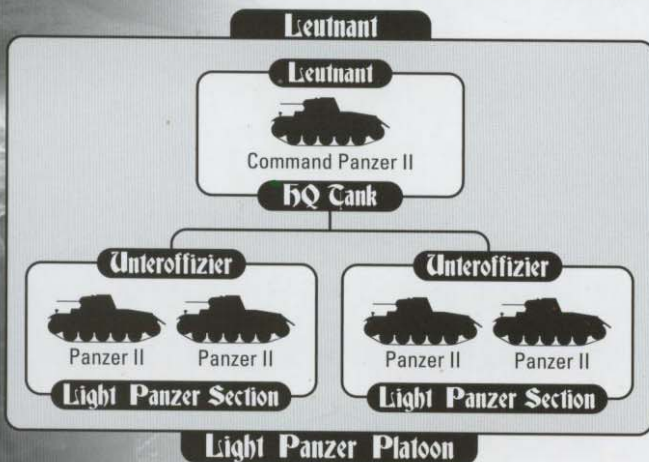 Leutnant
Leutnant
Command Panzer II
HQ Tank
Unteroffizier
Unteroffizier
Panzer II Panzer II
Panzer II Panzer II
Light Panzer Section
Light Panzer Section
Light Panzer Platoon